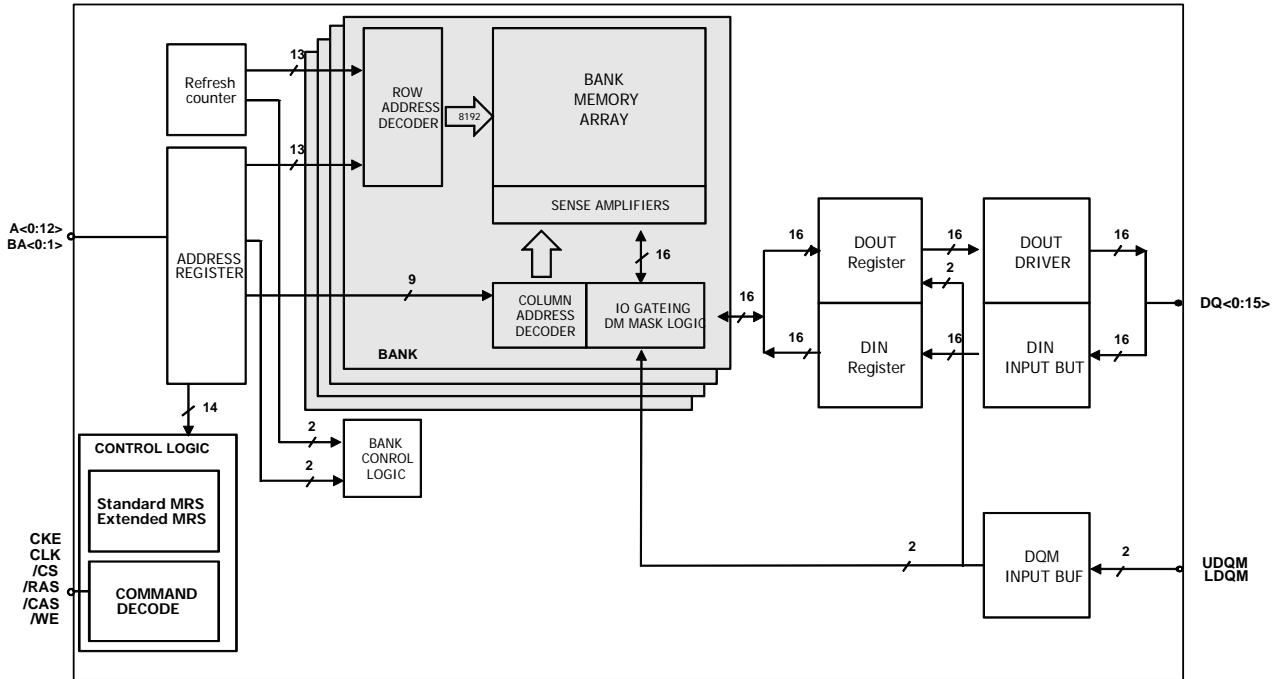 Refresh
counter
13
ROW
ADDRESS
DECODER
8192
BANK
MEMORY
ARRAY
13
SENSE AMPLIFIERS
A<0:12>
BA<0:1>
ADDRESS
REGISTER
16
9
COLUMN
ADDRESS
DECODER
IO GATEING
DM MASK LOGIC
BANK
16
16
DOUT
Register
16
2
DOUT
DRIVER
16
DQ<0:15>
16
DIN
Register
16
DIN
INPUT BUT
16
14
2
2
BANK
CONROL
LOGIC
CONTROL LOGIC
Standard MRS
Extended MRS
CKE
CLK
/CS
/RAS
/CAS
/WE
COMMAND
DECODE
2
DQM
INPUT BUF
2
UDQM
LDQM